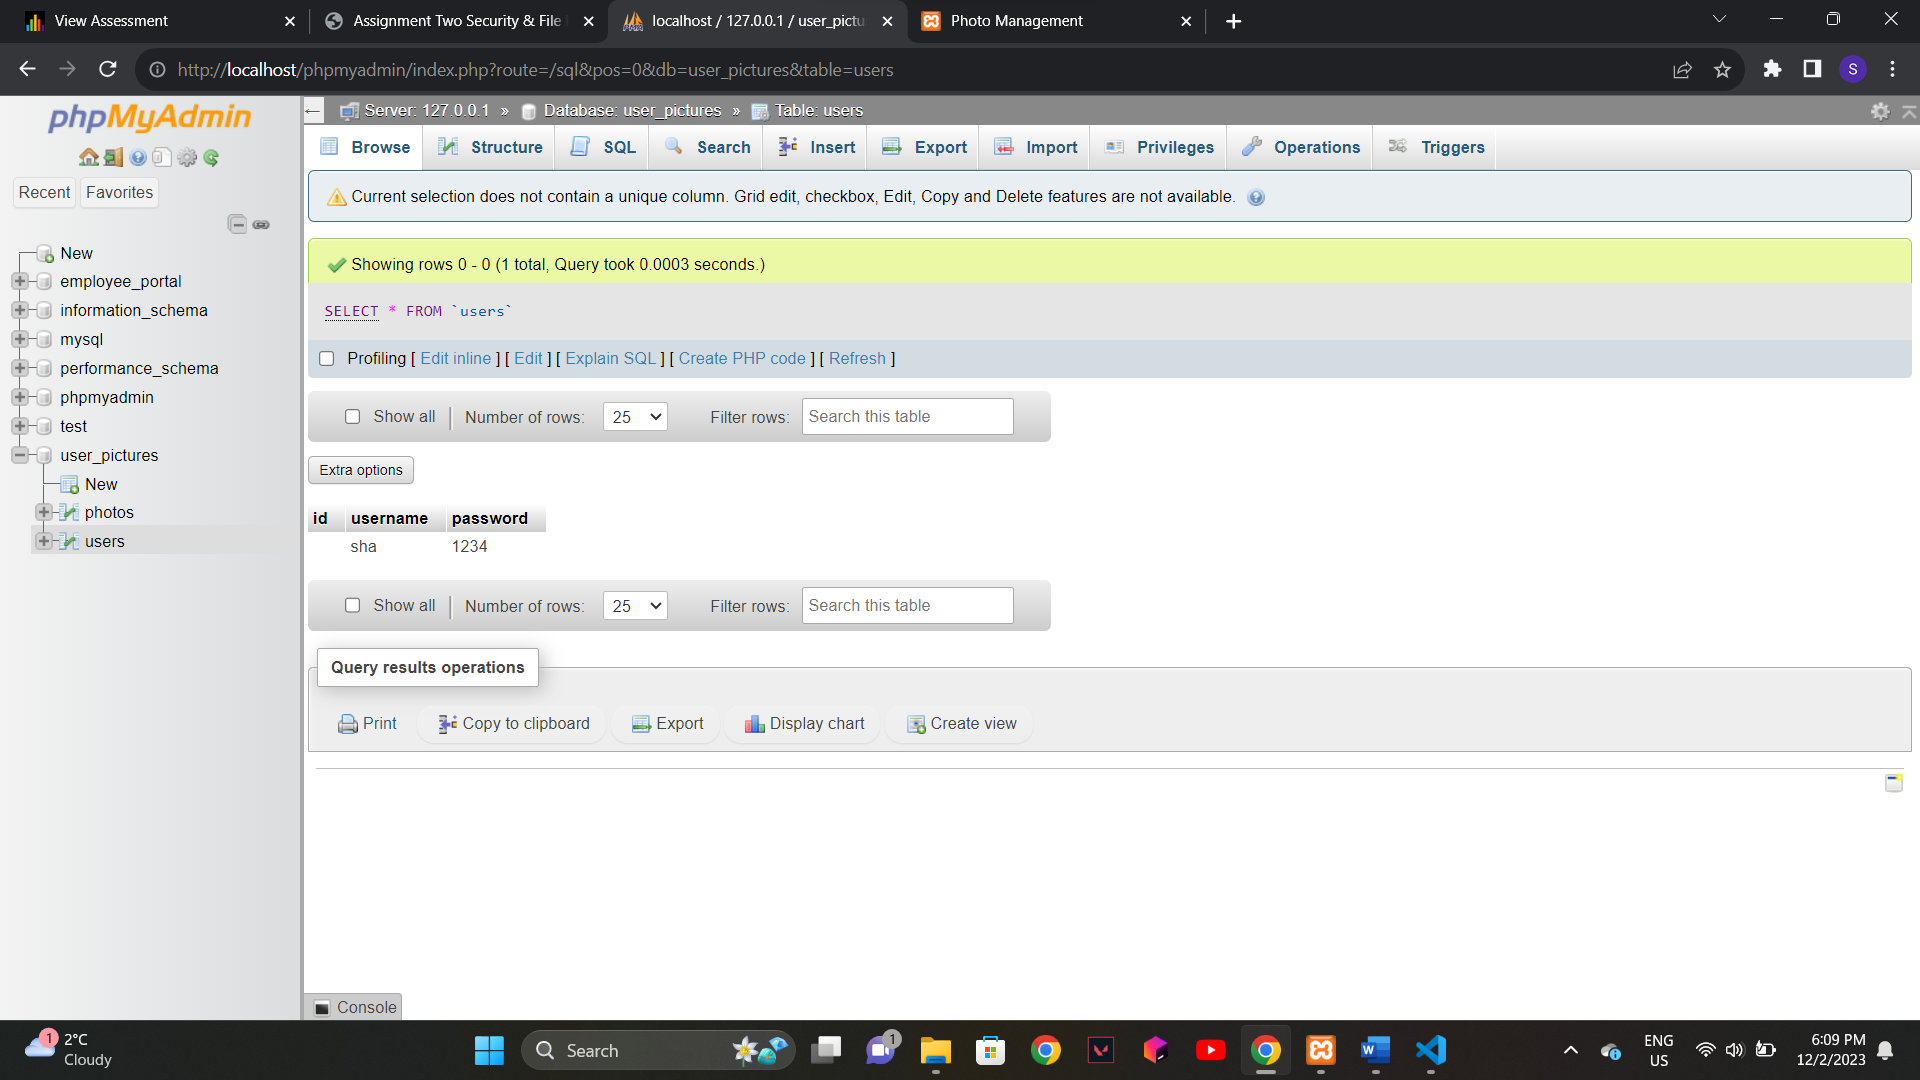 View Assessment
Assignment Two Security & File
localhost / 127.0.0.1 / user_pictu
Photo Management
http://localhost/phpmyadmin/index.php?route=/sql&pos=0&db=user_pictures&table=users
S
phpMyAdmin
Recent
Favorites
New
employee_portal
information_schema
mysql
performance_schema
phpmyadmin
test
user_pictures
New
photos
users
Server: 127.0.0.1 » Database: user_pictures » Table: users
Browse
Structure
SQL
Search
Insert
Export
Import
Privileges
Operations
Triggers
Current selection does not contain a unique column. Grid edit, checkbox, Edit, Copy and Delete features are not available.
Showing rows 0 - 0 (1 total, Query took 0.0003 seconds.)
SELECT * FROM `users`
Profiling [ Edit inline ] [ Edit ] [ Explain SQL ] [ Create PHP code ] [ Refresh ]
Show all
Number of rows:
25
Filter rows:
Search this table
Extra options
id username password
sha 1234
Show all
Number of rows:
25
Filter rows:
Search this table
Query results operations
Print
Copy to clipboard
Export
Display chart
Create view
Console
1
2°C
Cloudy
Search
1
ENG
US
6:09 PM
12/2/2023